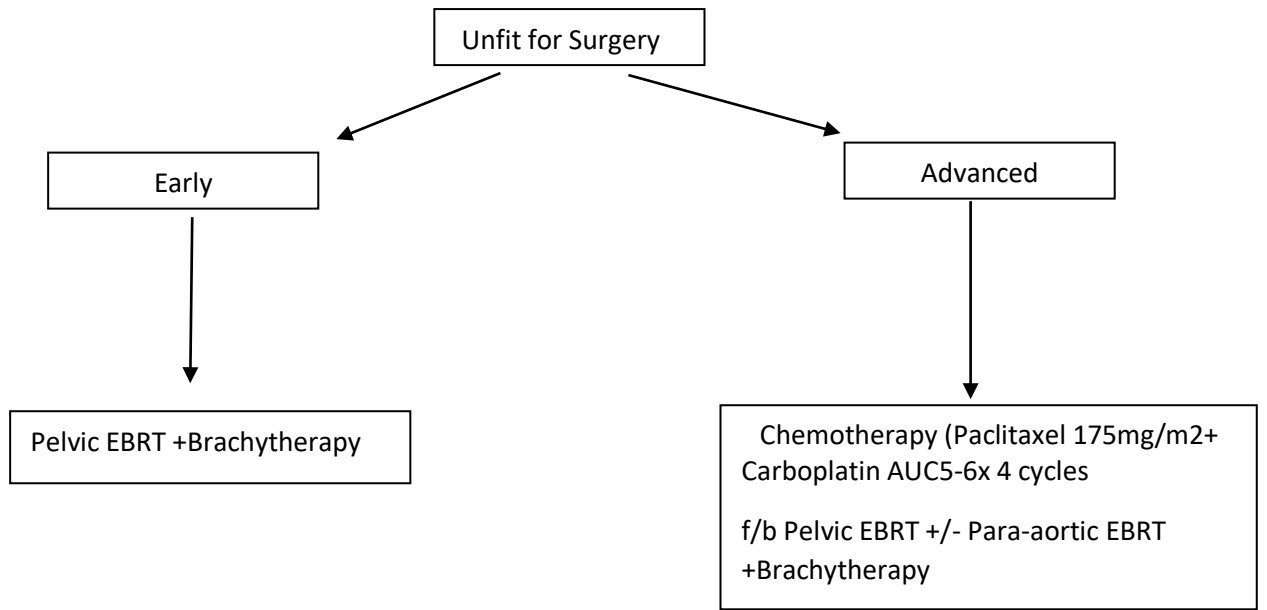 Unfit for Surgery
Early
Advanced
Pelvic EBRT +Brachytherapy
Chemotherapy (Paclitaxel 175mg/m2+
Carboplatin AUC5-6x 4 cycles
f/b Pelvic EBRT +/- Para-aortic EBRT
+Brachytherapy